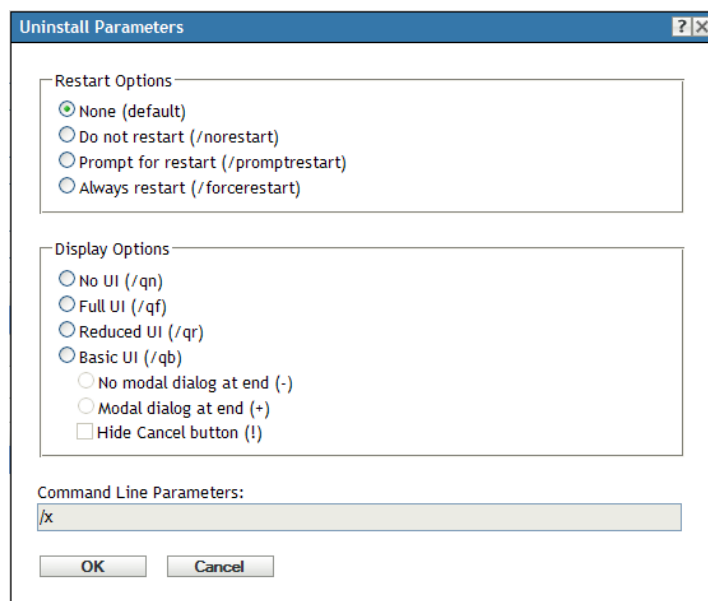 Uninstall Parameters
Restart Options
None (default)
Do not restart (/norestart)
Prompt for restart (/promptrestart)
Always restart (/forcerestart)
Display Options
No UI (/qn)
Full UI (/qf)
Reduced UI (/qr)
Basic UI (/qb)
No modal dialog at end (-)
Modal dialog at end (+)
Hide Cancel button (!)
Command Line Parameters:
/x
OK Cancel